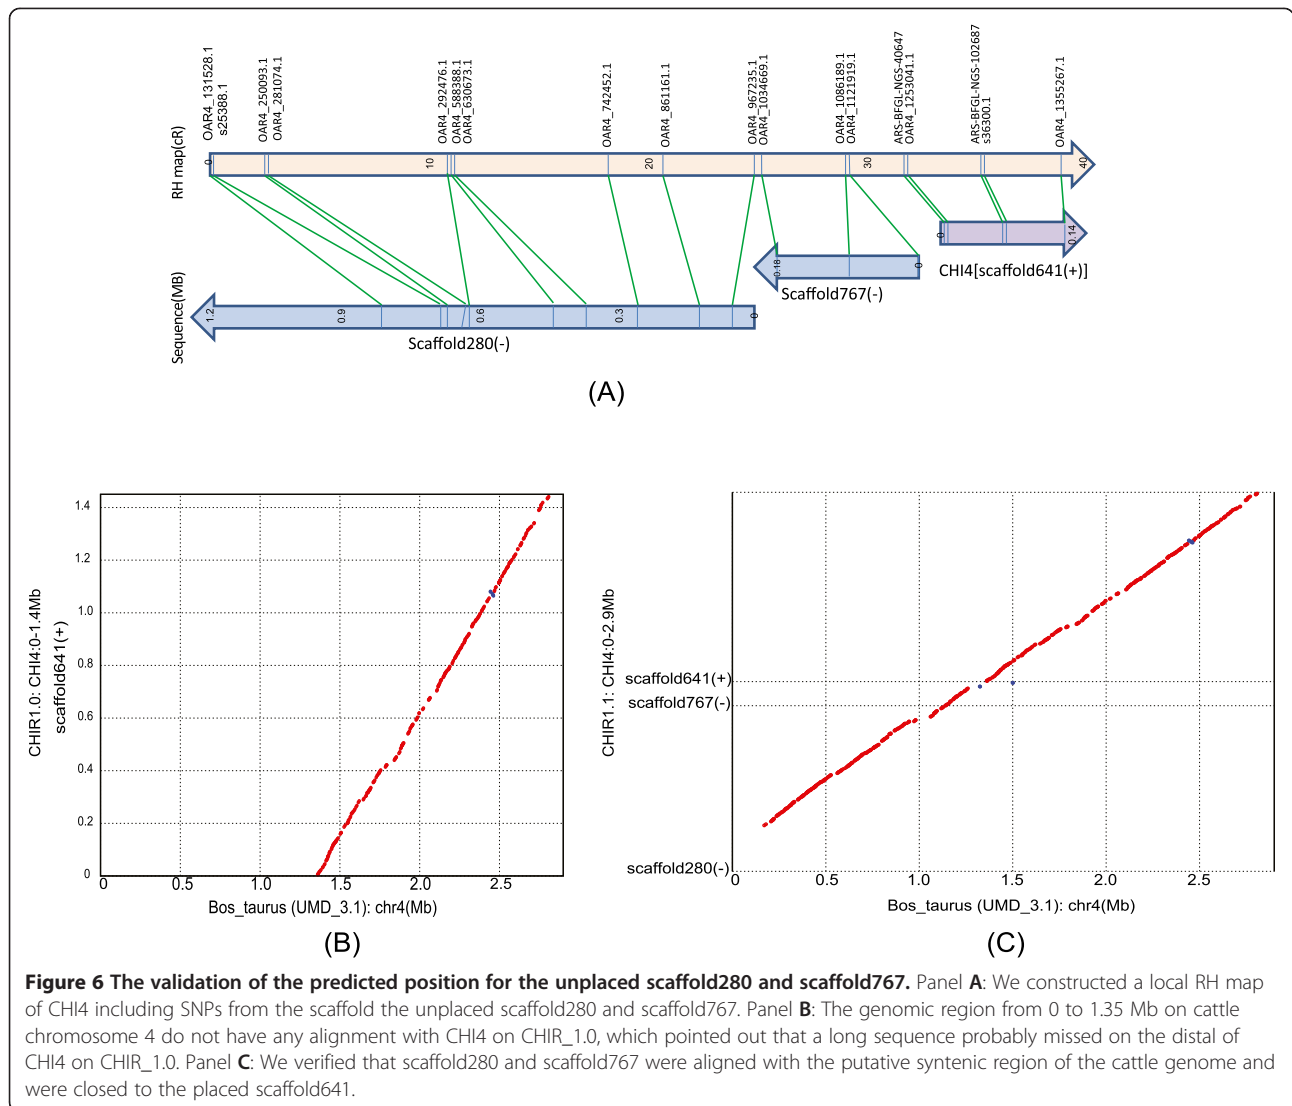 OAR4_131528.1
s25388.1
OAR4_250093.1
OAR4_281074.1
OAR4_292476.1
OAR4_588388.1
OAR4_630673.1
OAR4_742452.1
OAR4_861161.1
OAR4_967235.1
OAR4_1034669.1
OAR4_1086189.1
OAR4_1121919.1
ARS-BFGL-NGS-40647
OAR4_1253041.1
ARS-BFGL-NGS-102687
s36300.1
OAR4_1355267.1
RH map(cR)
0
10
20
30
40
0
0.14
CHI4[scaffold641(+)]
0.18
0
Scaffold767(-)
Sequence(MB)
1.2
0.9
0.6
0.3
0
Scaffold280(-)
(A)
CHIR1.0: CHI4:0-1.4Mb
scaffold641(+)
1.4
1.2
1.0
0.8
0.6
0.4
0.2
0
0 0.5 1.0 1.5 2.0 2.5
Bos_taurus (UMD_3.1): chr4(Mb)
(B)
CHIR1.1: CHI4:0-2.9Mb
scaffold641(+)
scaffold767(-)
scaffold280(-)
0 0.5 1.0 1.5 2.0 2.5
Bos_taurus (UMD_3.1): chr4(Mb)
(C)
Figure 6 The validation of the predicted position for the unplaced scaffold280 and scaffold767. Panel A: We constructed a local RH map
of CHI4 including SNPs from the scaffold the unplaced scaffold280 and scaffold767. Panel B: The genomic region from 0 to 1.35 Mb on cattle
chromosome 4 do not have any alignment with CHI4 on CHIR_1.0, which pointed out that a long sequence probably missed on the distal of
CHI4 on CHIR_1.0. Panel C: We verified that scaffold280 and scaffold767 were aligned with the putative syntenic region of the cattle genome and
were closed to the placed scaffold641.